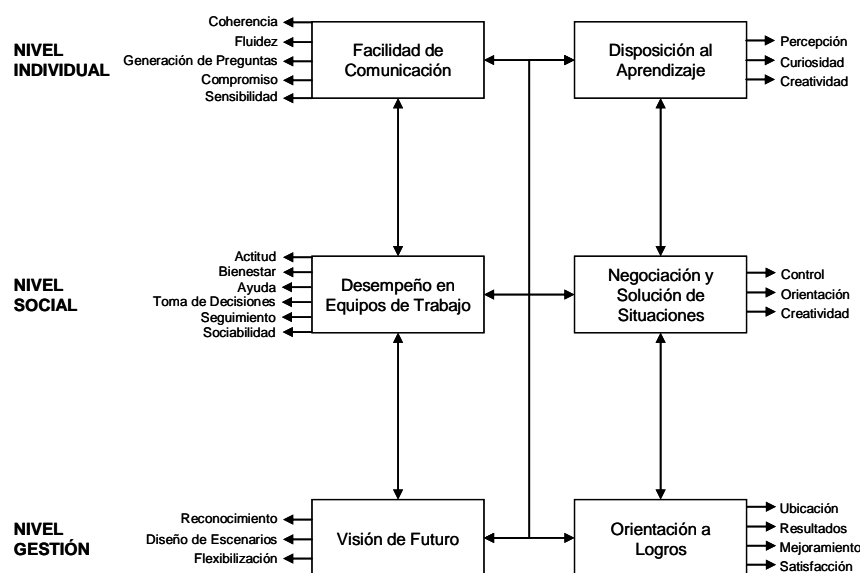 NIVEL
INDIVIDUAL
Coherencia
Fluidez
Generación de Preguntas
Compromiso
Sensibilidad
Facilidad de
Comunicación
Disposición al
Aprendizaje
Percepción
Curiosidad
Creatividad
NIVEL
SOCIAL
Actitud
Bienestar
Ayuda
Toma de Decisiones
Seguimiento
Sociabilidad
Desempeño en
Equipos de Trabajo
Negociación y
Solución de
Situaciones
Control
Orientación
Creatividad
NIVEL
GESTIÓN
Reconocimiento
Diseño de Escenarios
Flexibilización
Visión de Futuro
Orientación a
Logros
Ubicación
Resultados
Mejoramiento
Satisfacción